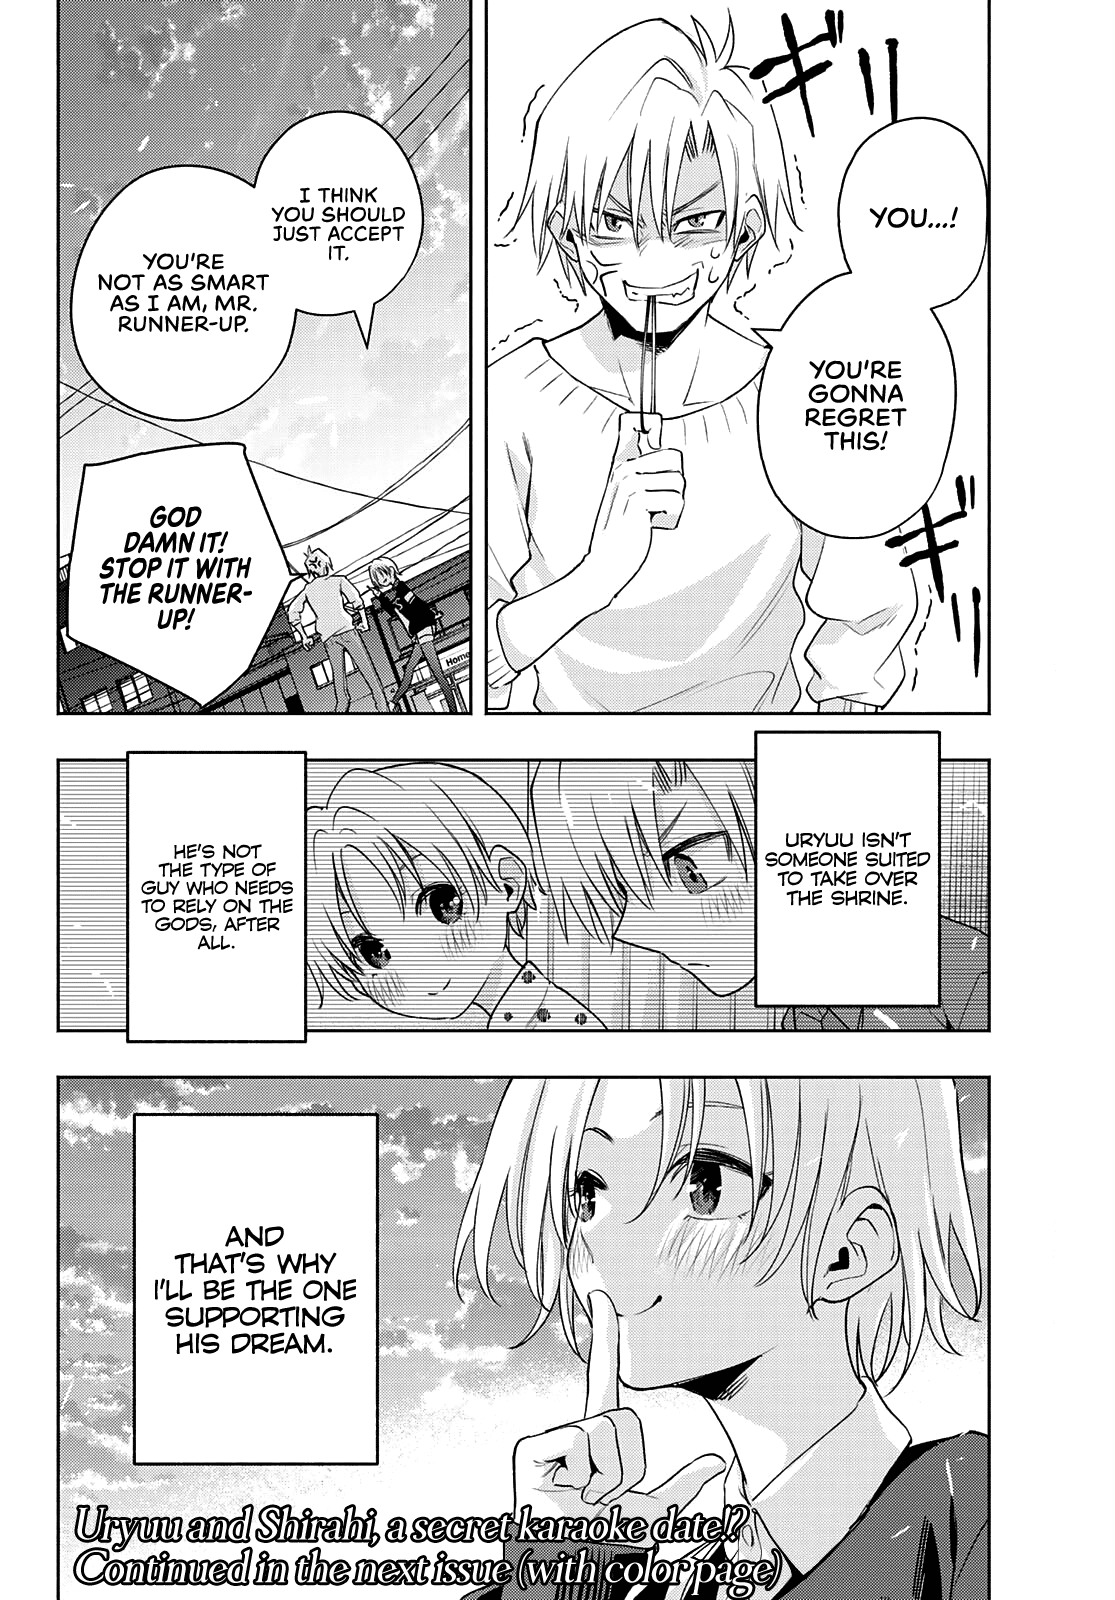 ギリ
YOU...!
YOU'RE
GONNA
REGRET
THIS!
ギリ
I THINK
YOU SHOULD
JUST ACCEPT
IT.
YOU'RE
NOT AS SMART
AS I AM, MR.
RUNNER-UP.
GOD
DAMN IT!
STOP IT WITH
THE RUNNER-
UP!
Home
URYUU ISN'T
SOMEONE SUITED
TO TAKE OVER
THE SHRINE.
HE'S NOT
THE TYPE OF
GUY WHO NEEDS
TO RELY ON THE
GODS, AFTER
ALL.
AND
THAT'S WHY
I'LL BE THE ONE
SUPPORTING
HIS DREAM.
Uryuu and Shirahi, a secret karaoke date!?
Continued in the next issue (with color page)